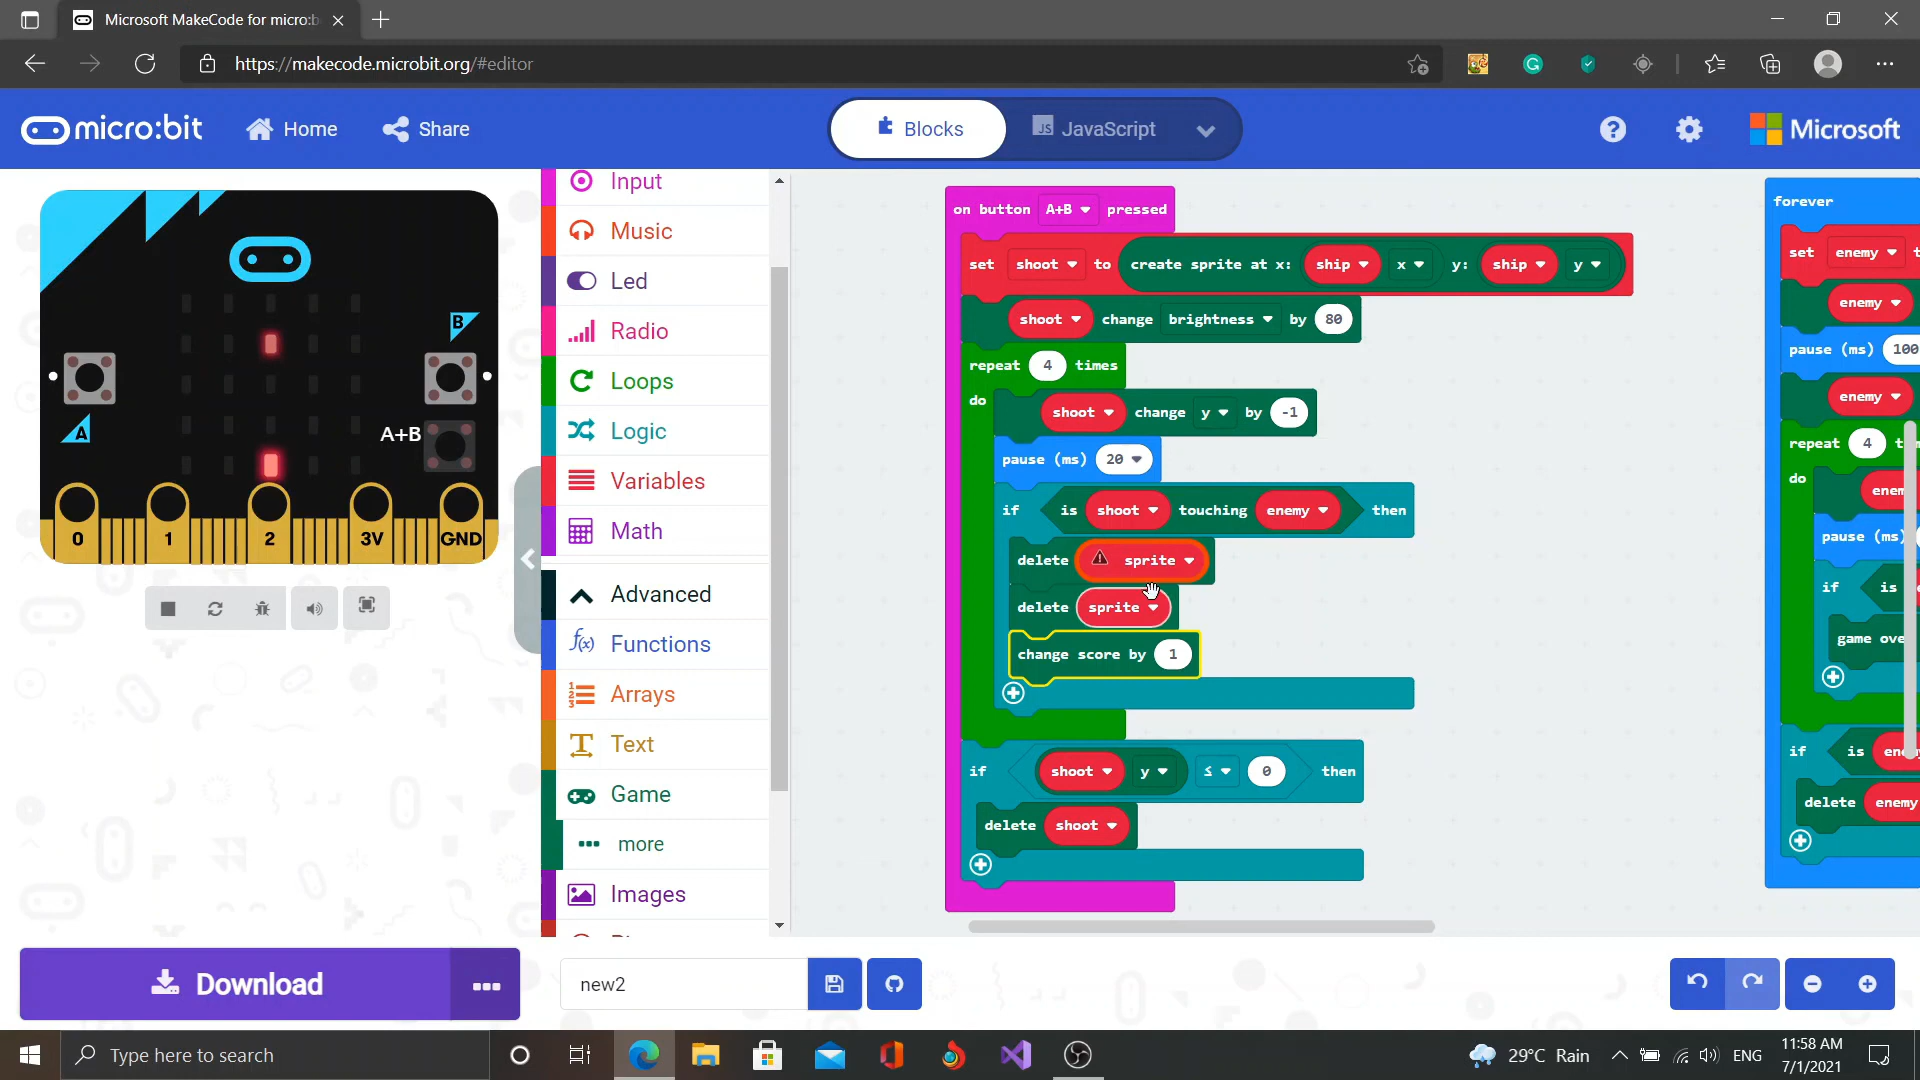 Microsoft MakeCode for micro:b
https://makecode.microbit.org/#editor
micro:bit
Home
Share
Blocks
JS
JavaScript
?
Microsoft
B
A
A+B
0
1
2
3V
GND
Input
Music
Led
Radio
Loops
Logic
Variables
Math
Advanced
Functions
Arrays
Text
Game
more
Images
on button A+B pressed
set shoot to create sprite at x: ship x y: ship y
shoot change brightness by 80
repeat 4 times
do
shoot change y by -1
pause (ms) 20
if is shoot touching enemy then
delete sprite
delete sprite
change score by 1
if shoot y ≤ 0 then
delete shoot
forever
set enemy t
enemy
pause (ms) 100
enemy
repeat 4
do
enem
pause (ms)
if is
game ove
if is
delete enemy
Download
new2
Type here to search
29°C Rain
ENG
11:58 AM
7/1/2021